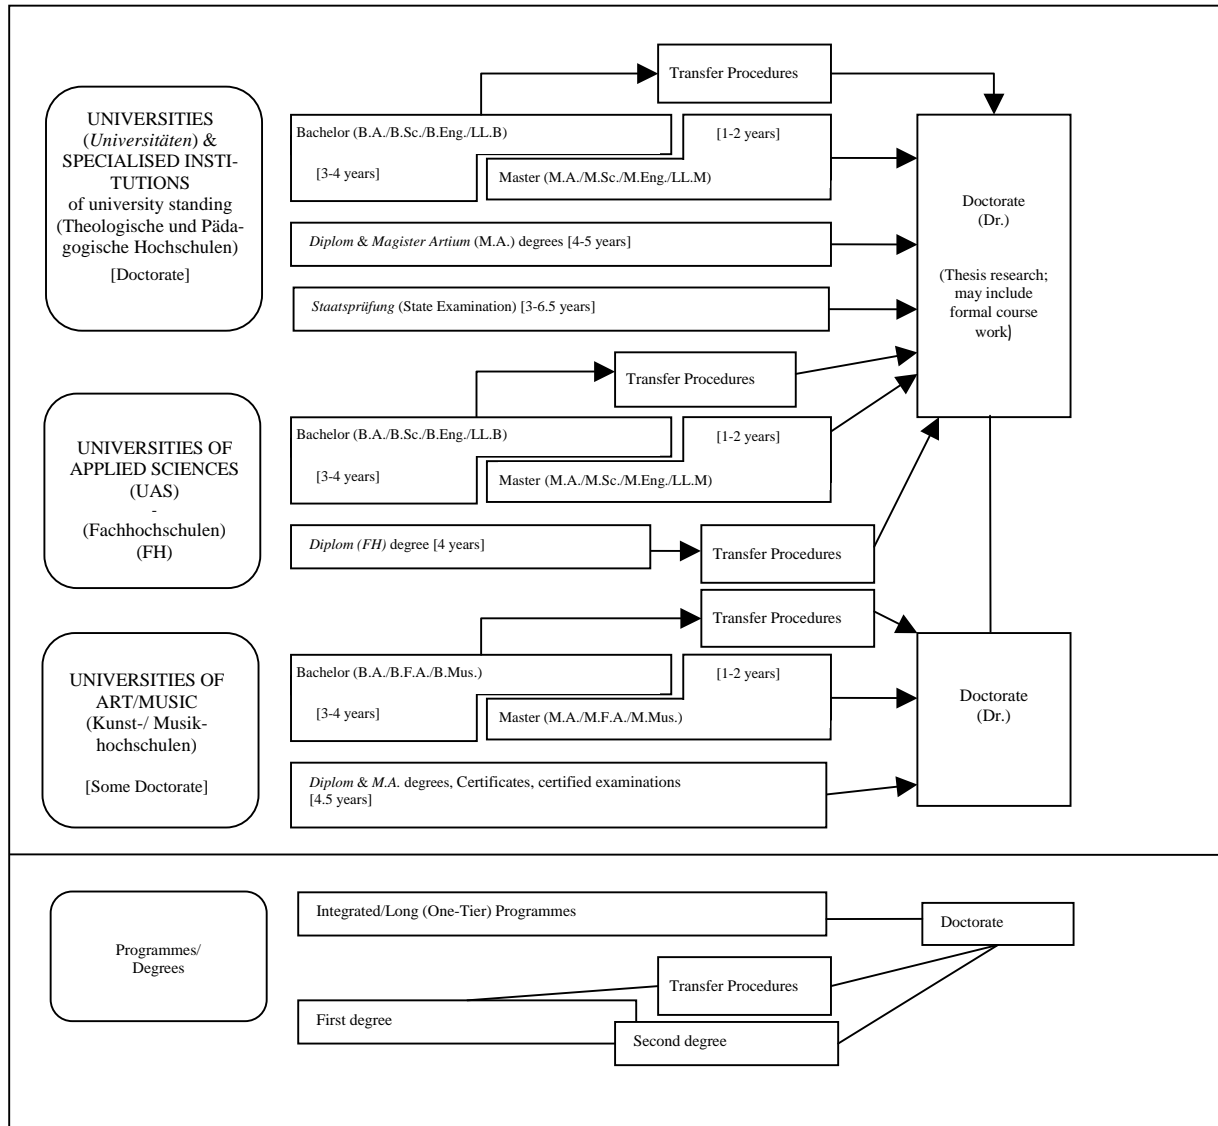 Transfer Procedures
UNIVERSITIES
(Universitäten) &
SPECIALISED INSTI-
TUTIONS
of university standing
(Theologische und Päda-
gogische Hochschulen)
[Doctorate]
Bachelor (B.A./B.Sc./B.Eng./LL.B)
[3-4 years]
[1-2 years]
Master (M.A./M.Sc./M.Eng./LL.M)
Diplom & Magister Artium (M.A.) degrees [4-5 years]
Staatsprüfung (State Examination) [3-6.5 years]
Doctorate
(Dr.)
(Thesis research;
may include
formal course
work)
Transfer Procedures
UNIVERSITIES OF
APPLIED SCIENCES
(UAS)
-
(Fachhochschulen)
(FH)
Bachelor (B.A./B.Sc./B.Eng./LL.B)
[3-4 years]
[1-2 years]
Master (M.A./M.Sc./M.Eng./LL.M)
Diplom (FH) degree [4 years]
Transfer Procedures
Transfer Procedures
UNIVERSITIES OF
ART/MUSIC
(Kunst-/ Musik-
hochschulen)
[Some Doctorate]
Bachelor (B.A./B.F.A./B.Mus.)
[3-4 years]
[1-2 years]
Master (M.A./M.F.A./M.Mus.)
Diplom & M.A. degrees, Certificates, certified examinations
[4.5 years]
Doctorate
(Dr.)
Programmes/
Degrees
Integrated/Long (One-Tier) Programmes
Doctorate
Transfer Procedures
First degree
Second degree